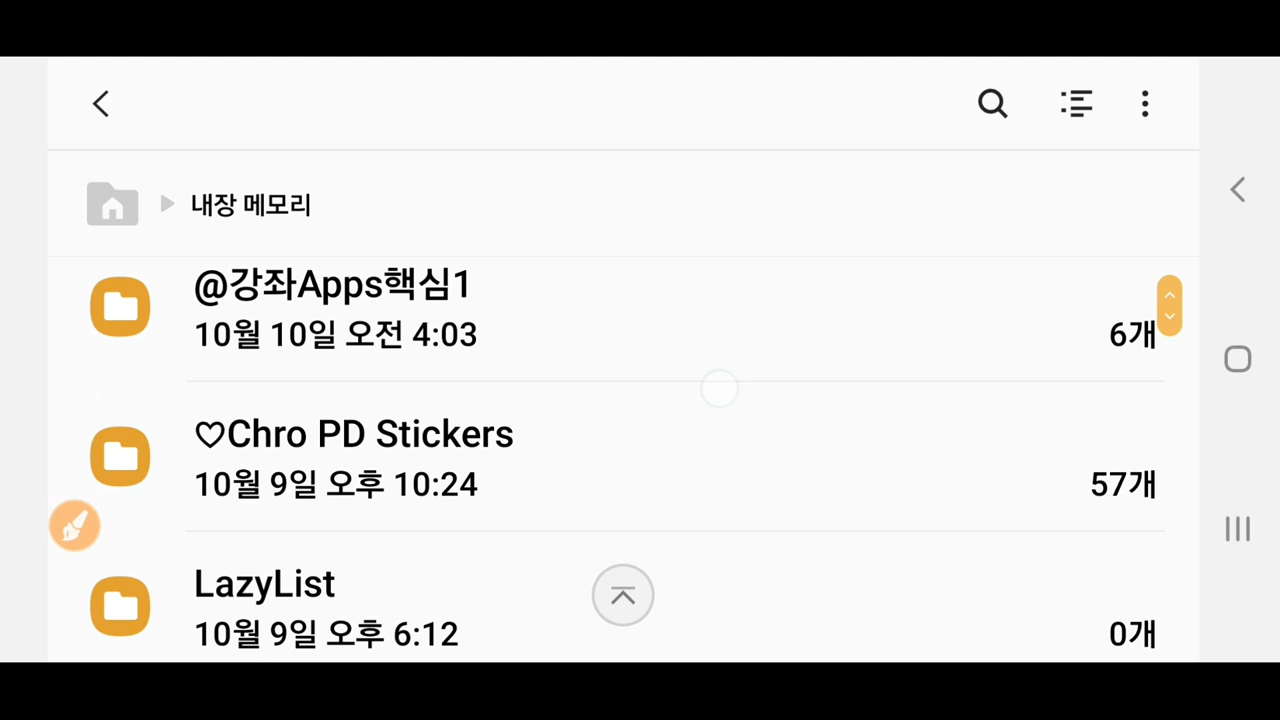 내장 메모리
@강좌Apps핵심1
10월 10일 오전 4:03
6개
♡Chro PD Stickers
10월 9일 오후 10:24
57개
LazyList
10월 9일 오후 6:12
0개